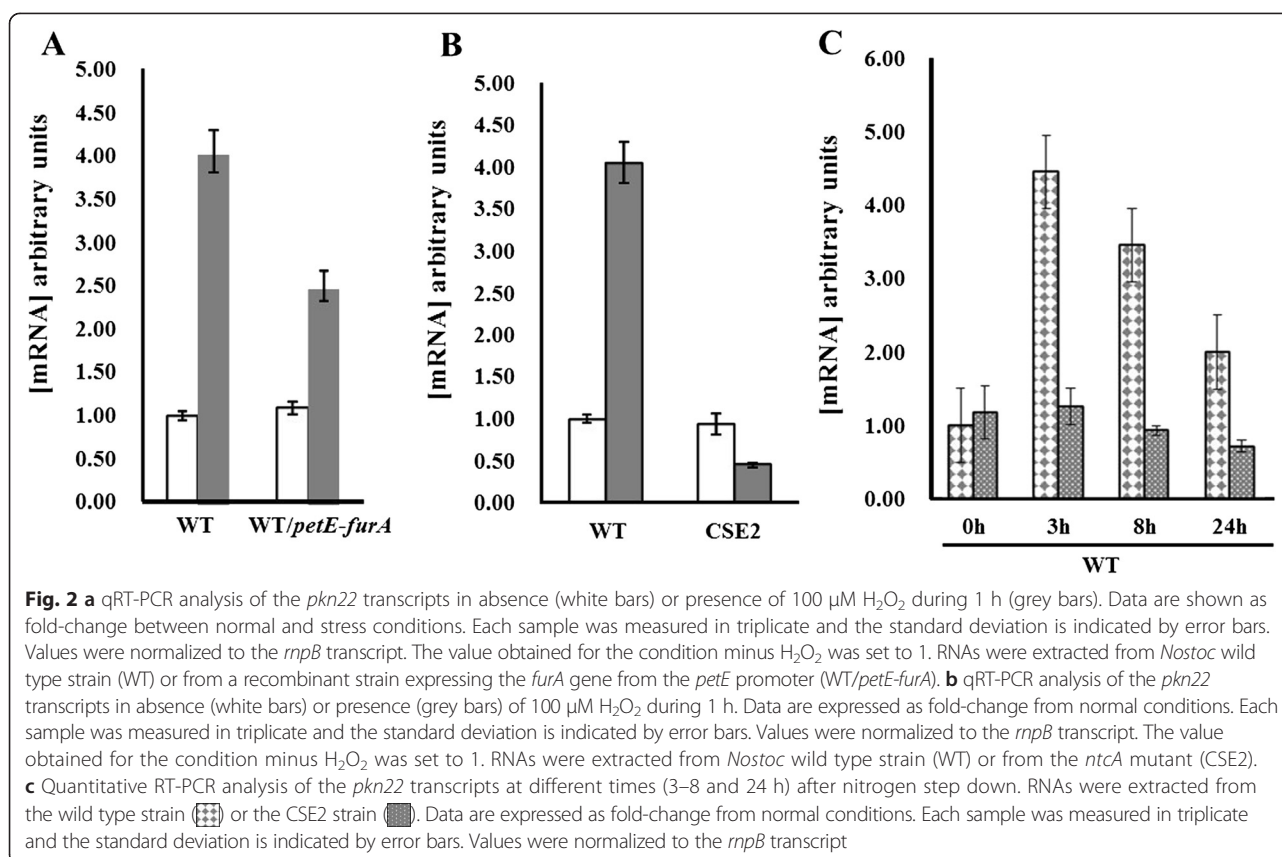 A
B
C
[mRNA] arbitrary units
5.00
4.50
4.00
3.50
3.00
2.50
2.00
1.50
1.00
0.50
0.00
WT
WT/petE-furA
[mRNA] arbitrary units
5.00
4.50
4.00
3.50
3.00
2.50
2.00
1.50
1.00
0.50
0.00
WT
CSE2
[mRNA] arbitrary units
6.00
5.00
4.00
3.00
2.00
1.00
0.00
0h
3h
8h
24h
WT
Fig. 2 a qRT-PCR analysis of the pkn22 transcripts in absence (white bars) or presence of 100 μM H₂O₂ during 1 h (grey bars). Data are shown as
fold-change between normal and stress conditions. Each sample was measured in triplicate and the standard deviation is indicated by error bars.
Values were normalized to the rnpB transcript. The value obtained for the condition minus H₂O₂ was set to 1. RNAs were extracted from Nostoc wild
type strain (WT) or from a recombinant strain expressing the furA gene from the petE promoter (WT/petE-furA). b qRT-PCR analysis of the pkn22
transcripts in absence (white bars) or presence (grey bars) of 100 μM H₂O₂ during 1 h. Data are expressed as fold-change from normal conditions. Each
sample was measured in triplicate and the standard deviation is indicated by error bars. Values were normalized to the rnpB transcript. The value
obtained for the condition minus H₂O₂ was set to 1. RNAs were extracted from Nostoc wild type strain (WT) or from the ntcA mutant (CSE2).
c Quantitative RT-PCR analysis of the pkn22 transcripts at different times (3–8 and 24 h) after nitrogen step down. RNAs were extracted from
the wild type strain ( ) or the CSE2 strain ( ). Data are expressed as fold-change from normal conditions. Each sample was measured in triplicate
and the standard deviation is indicated by error bars. Values were normalized to the rnpB transcript